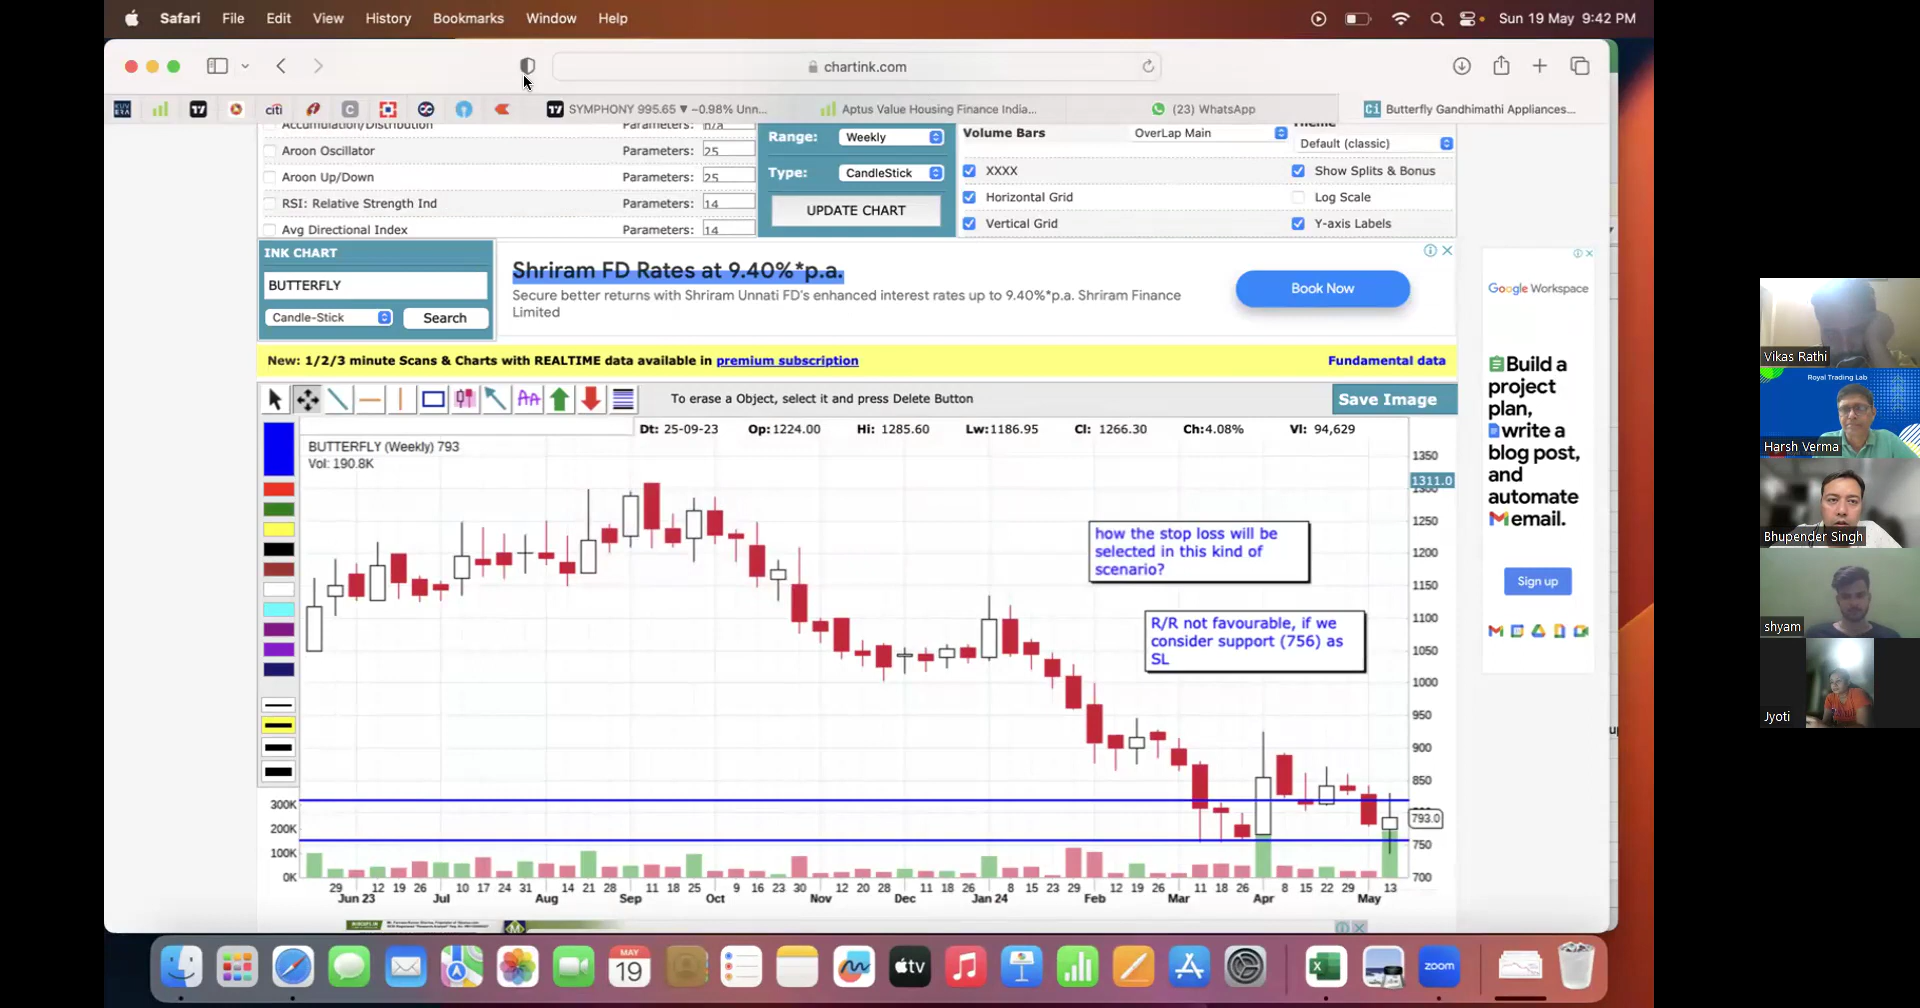 Safari File Edit View History Bookmarks Window Help Sun 19 May 9:42 PM
chartink.com
SYMPHONY 995.65 ▼ −0.98% Unn...
Aptus Value Housing Finance India...
(23) WhatsApp
Butterfly Gandhimathi Appliances...
Accumulation/Distribution Parameters: n/a
Aroon Oscillator Parameters: 25
Aroon Up/Down Parameters: 25
RSI: Relative Strength Ind Parameters: 14
Avg Directional Index Parameters: 14
Range: Weekly
Type: CandleStick
UPDATE CHART
Volume Bars OverLap Main
Theme
Default (classic)
XXXX Show Splits & Bonus
Horizontal Grid Log Scale
Vertical Grid Y-axis Labels
INK CHART
BUTTERFLY
Candle-Stick Search
Shriram FD Rates at 9.40%*p.a.
Secure better returns with Shriram Unnati FD's enhanced interest rates up to 9.40%*p.a. Shriram Finance
Limited
Book Now
New: 1/2/3 minute Scans & Charts with REALTIME data available in premium subscription
Fundamental data
To erase a Object, select it and press Delete Button
Save Image
Dt: 25-09-23 Op:1224.00 Hi: 1285.60 Lw:1186.95 Cl: 1266.30 Ch:4.08% Vl: 94,629
BUTTERFLY (Weekly) 793
Vol: 190.8K
how the stop loss will be
selected in this kind of
scenario?
R/R not favourable, if we
consider support (756) as
SL
1350
1311.0
1300
1250
1200
1150
1100
1050
1000
950
900
850
793.0
750
700
300K
200K
100K
0K
29 12 19 26 10 17 24 31 14 21 28 11 18 25 9 16 23 30 12 20 28 11 18 26 8 15 23 29 12 19 26 11 18 26 8 15 22 29 13
Jun 23 Jul Aug Sep Oct Nov Dec Jan 24 Feb Mar Apr May
Google Workspace
Build a
project
plan,
write a
blog post,
and
automate
email.
Sign up
Vikas Rathi
Royal Trading Lab
Harsh Verma
Bhupender Singh
shyam
Jyoti
MAY
19
tv
zoom